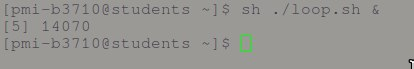 [pmi-b3710@students ~]$ sh ./loop.sh &
[5] 14070
[pmi-b3710@students ~]$